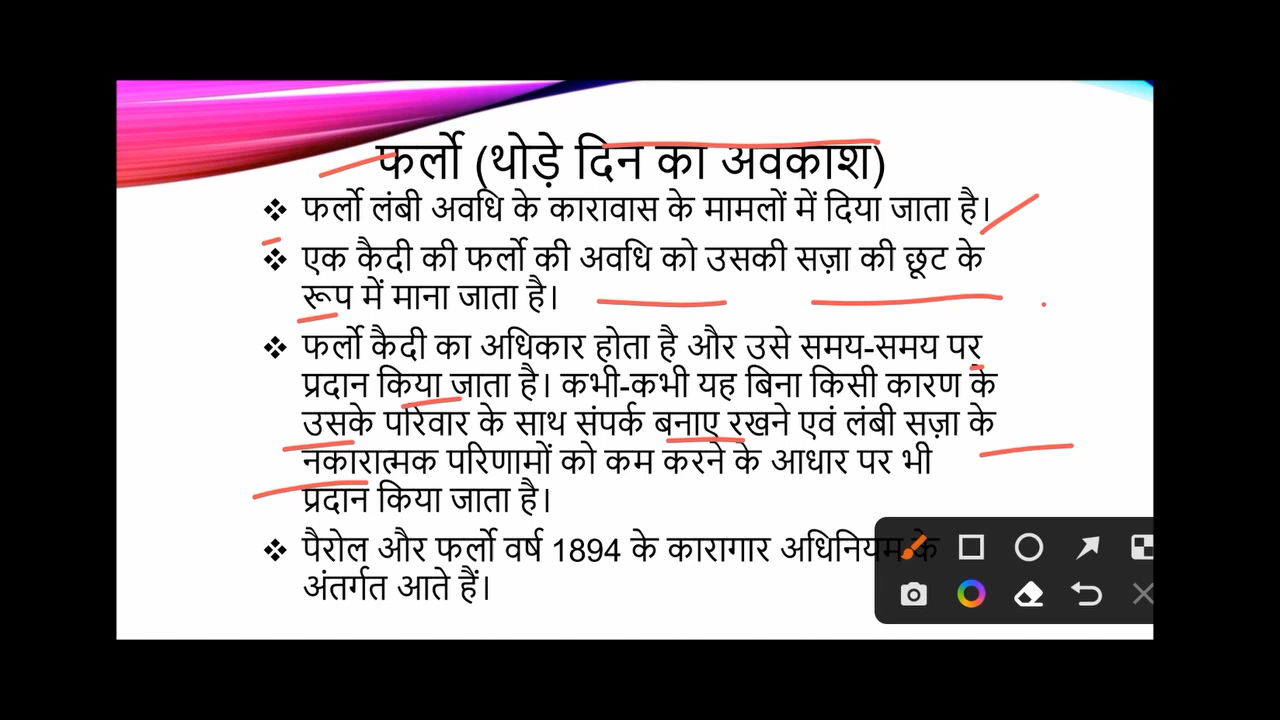 फर्लो (थोड़े दिन का अवकाश)
❖ फर्लो लंबी अवधि के कारावास के मामलों में दिया जाता है।
❖ एक कैदी की फर्लो की अवधि को उसकी सज़ा की छूट के
रूप में माना जाता है।
❖ फर्लो कैदी का अधिकार होता है और उसे समय-समय पर
प्रदान किया जाता है। कभी-कभी यह बिना किसी कारण के
उसके परिवार के साथ संपर्क बनाए रखने एवं लंबी सज़ा के
नकारात्मक परिणामों को कम करने के आधार पर भी
प्रदान किया जाता है।
❖ पैरोल और फर्लो वर्ष 1894 के कारागार अधिनियम के
अंतर्गत आते हैं।